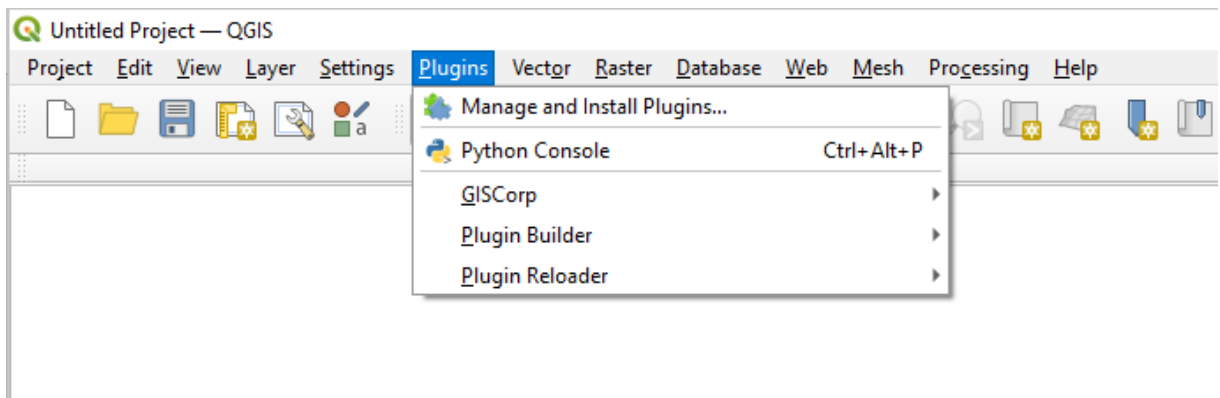 Untitled Project — QGIS
Project Edit View Layer Settings Plugins Vector Raster Database Web Mesh Processing Help
a
Manage and Install Plugins...
Python Console Ctrl+Alt+P
GISCorp
Plugin Builder
Plugin Reloader